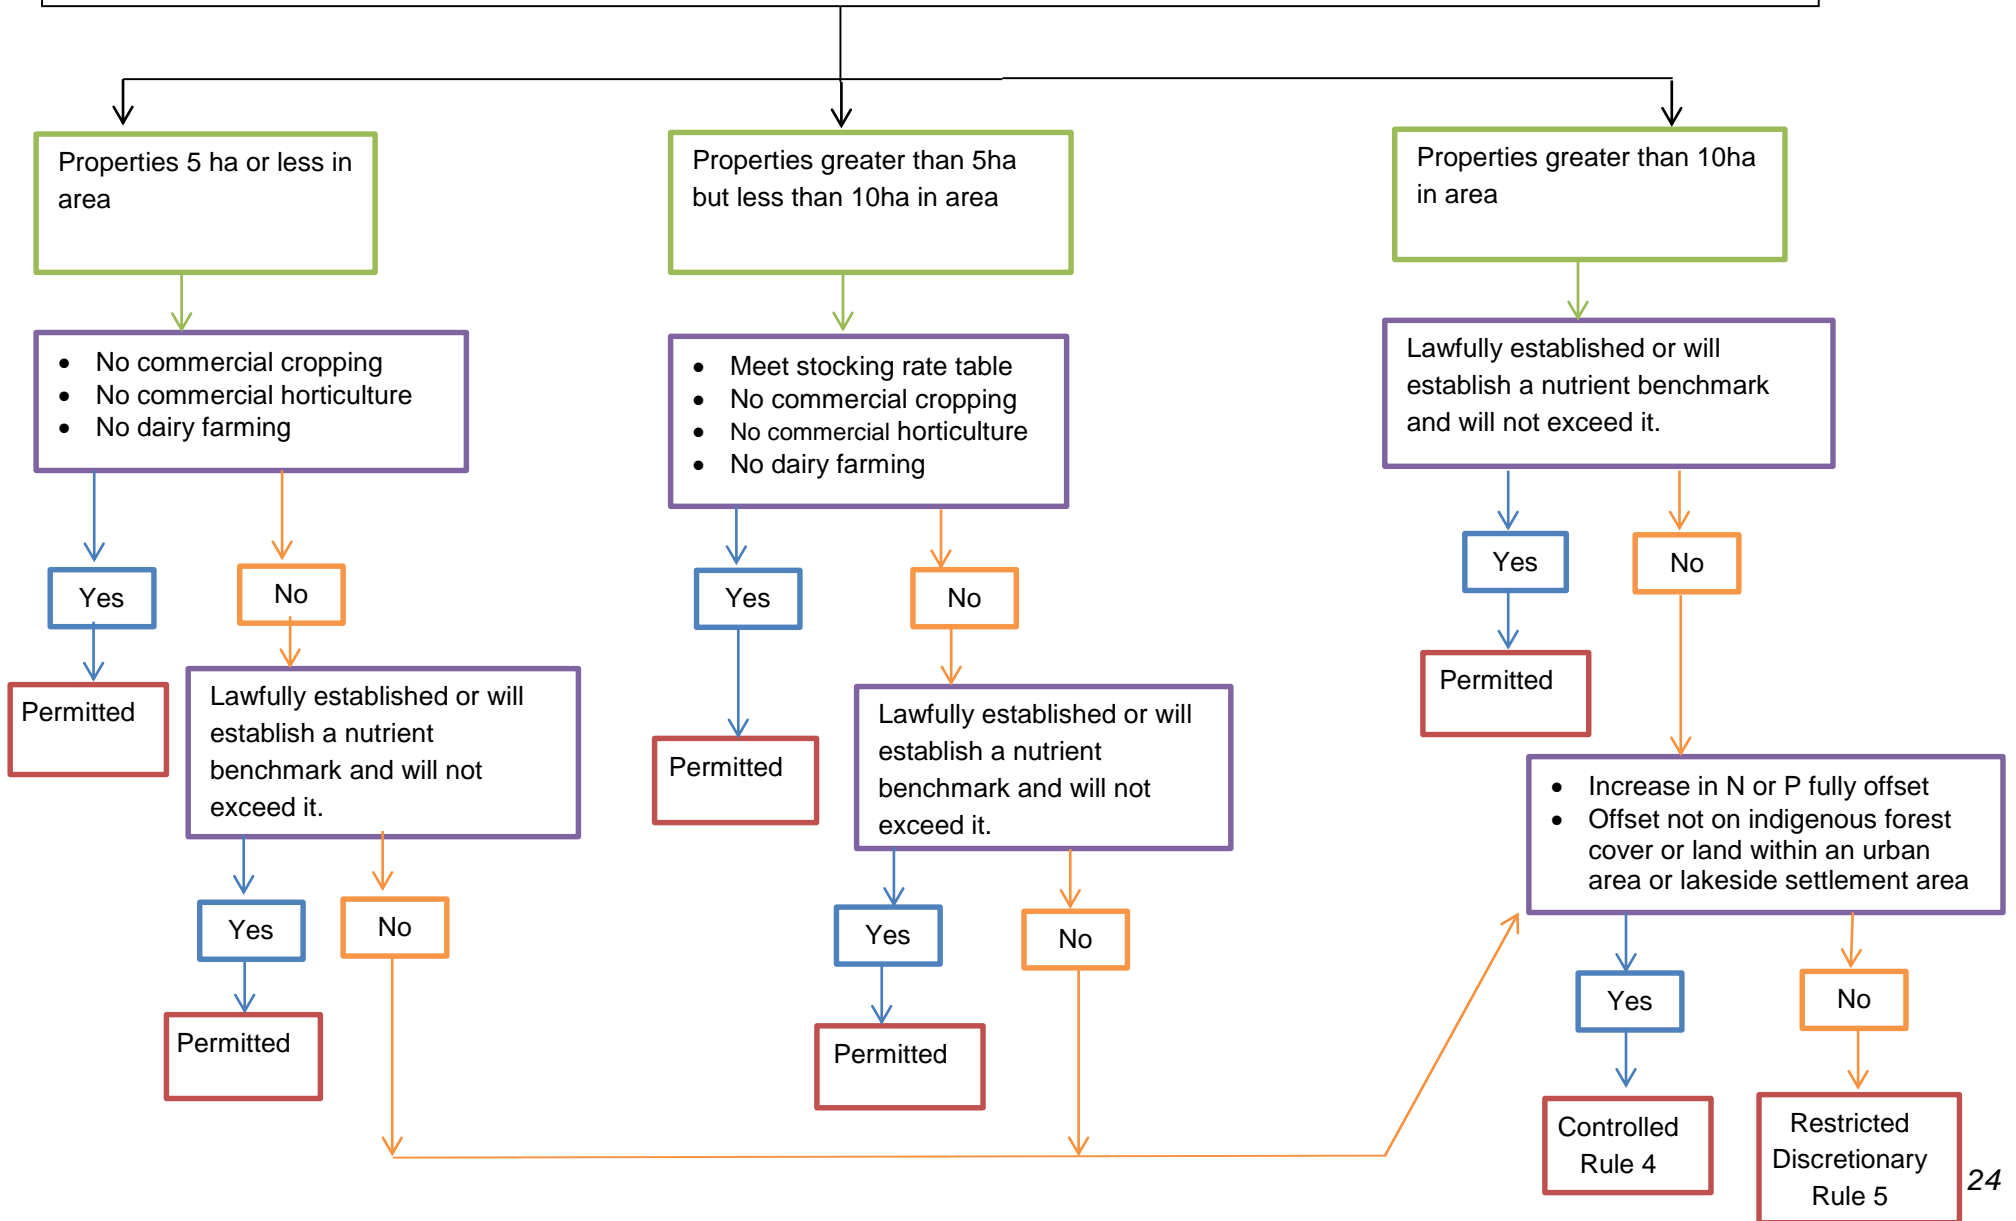 Properties 5 ha or less in
area
Properties greater than 5ha
but less than 10ha in area
Properties greater than 10ha
in area
• No commercial cropping
• No commercial horticulture
• No dairy farming
• Meet stocking rate table
• No commercial cropping
• No commercial horticulture
• No dairy farming
Lawfully established or will
establish a nutrient benchmark
and will not exceed it.
Yes
No
Yes
No
Yes
No
Permitted
Lawfully established or will
establish a nutrient
benchmark and will not
exceed it.
Permitted
Lawfully established or will
establish a nutrient
benchmark and will not
exceed it.
Permitted
• Increase in N or P fully offset
• Offset not on indigenous forest
cover or land within an urban
area or lakeside settlement area
Yes
No
Yes
No
Yes
No
Permitted
Permitted
Controlled
Rule 4
Restricted
Discretionary
Rule 5
24